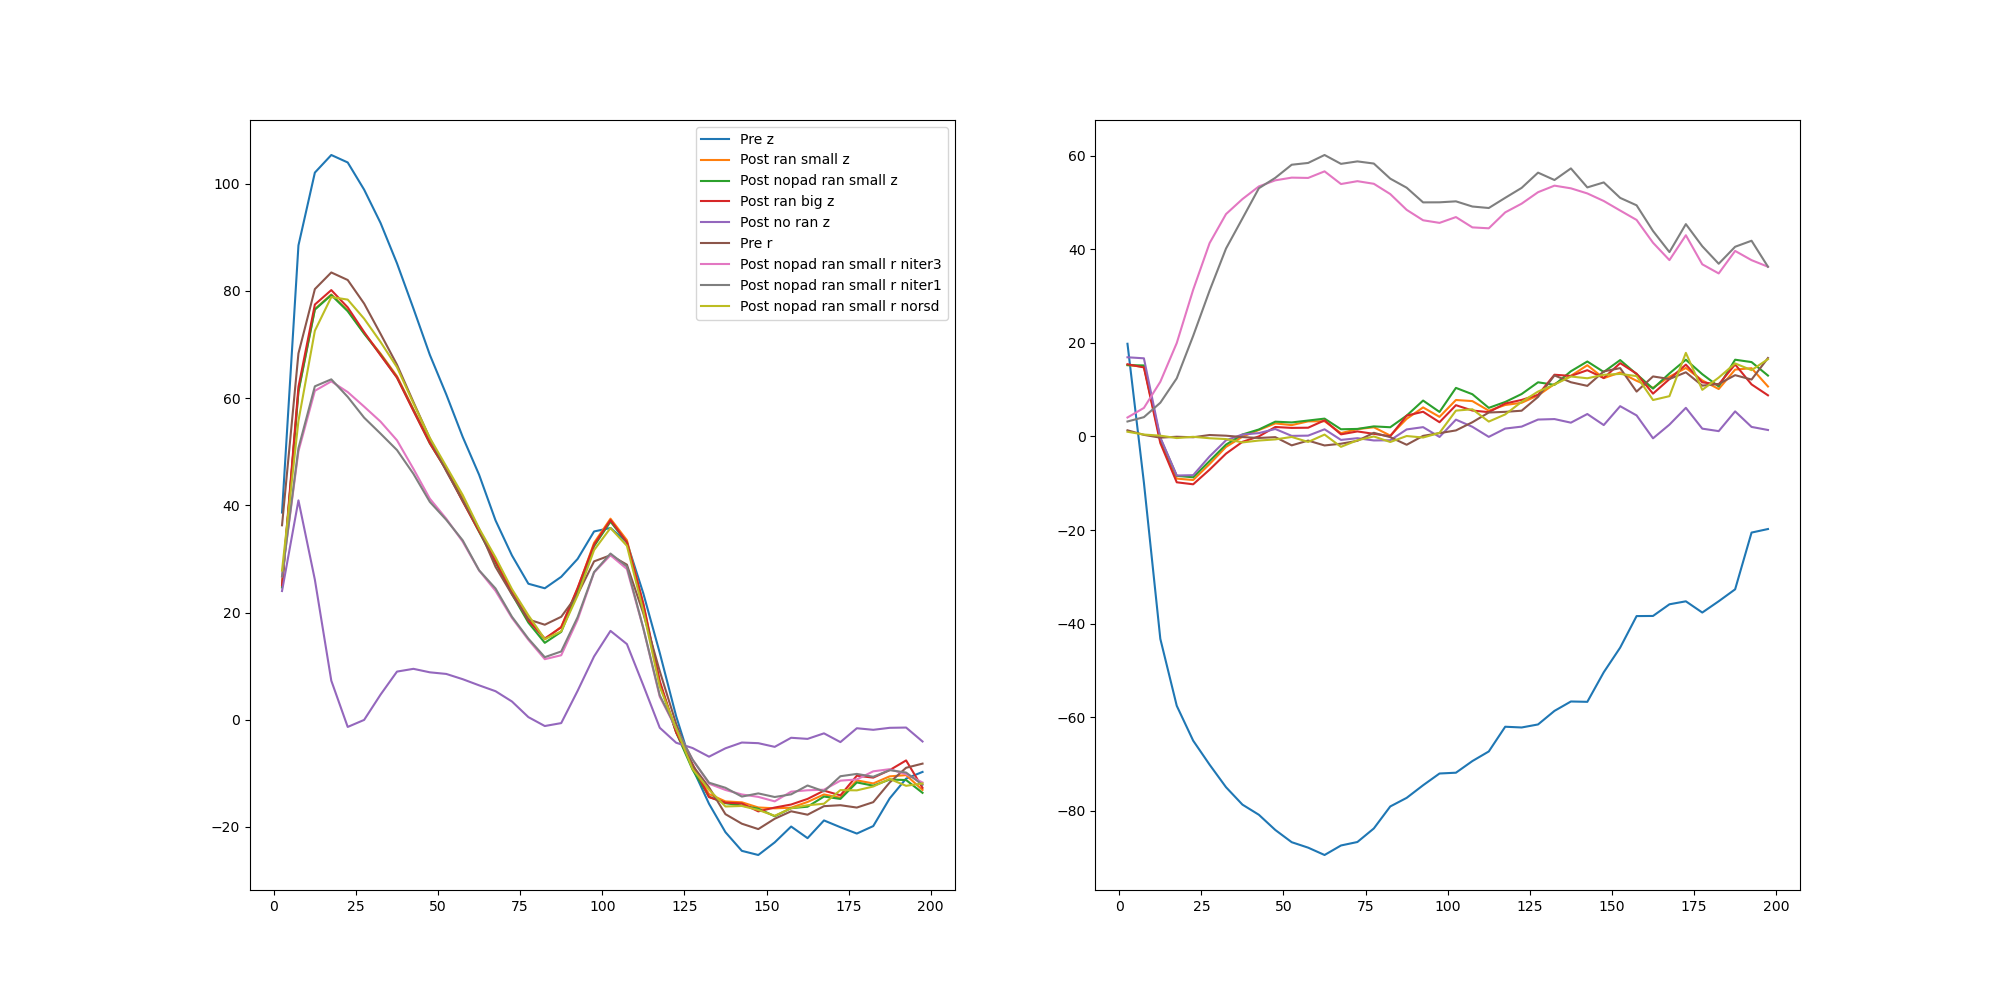 100
80
60
40
20
0
−20
0 25 50 75 100 125 150 175 200
Pre z
Post ran small z
Post nopad ran small z
Post ran big z
Post no ran z
Pre r
Post nopad ran small r niter3
Post nopad ran small r niter1
Post nopad ran small r norsd
60
40
20
0
−20
−40
−60
−80
0 25 50 75 100 125 150 175 200